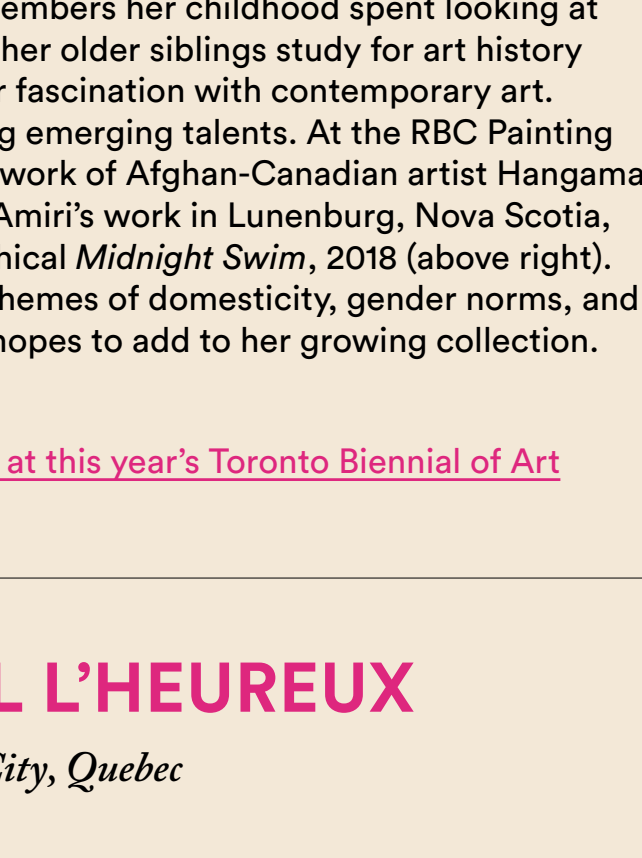 embers her childhood spent looking at
her older siblings study for art history
r fascination with contemporary art.
g emerging talents. At the RBC Painting
work of Afghan-Canadian artist Hangama
Amiri’s work in Lunenburg, Nova Scotia,
hical Midnight Swim, 2018 (above right).
hemes of domesticity, gender norms, and
hopes to add to her growing collection.
at this year’s Toronto Biennial of Art
L L’HEUREUX
City, Quebec